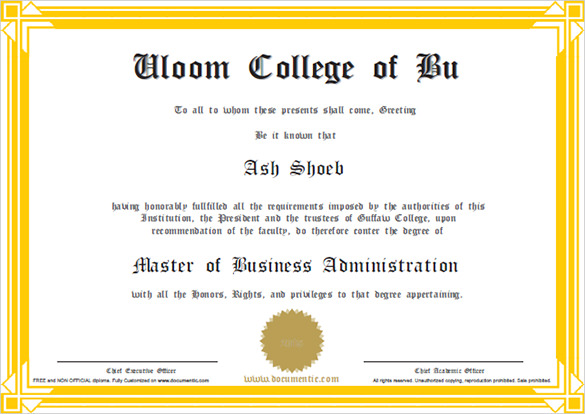 Uloom College of Bu
To all to whom these presents shall come, Greeting
Be it known that
Ash Shoeb
having honorably fullfilled all the requirements imposed by the authorities of this
Institution, the President and the trustees of Guffaw College, upon
recommendation of the faculty, do therefore conter the degree of
Master of Business Administration
with all the Honors, Rights, and privileges to that degree appertaining.
Chief Executive Officer
Chief Academic Officer
FREE and NON OFFICIAL diploma. Fully Customized on www.documentic.com
www.documentic.com
All rights reserved. Unauthorized copying, reproduction prohibited. Sale prohibited.